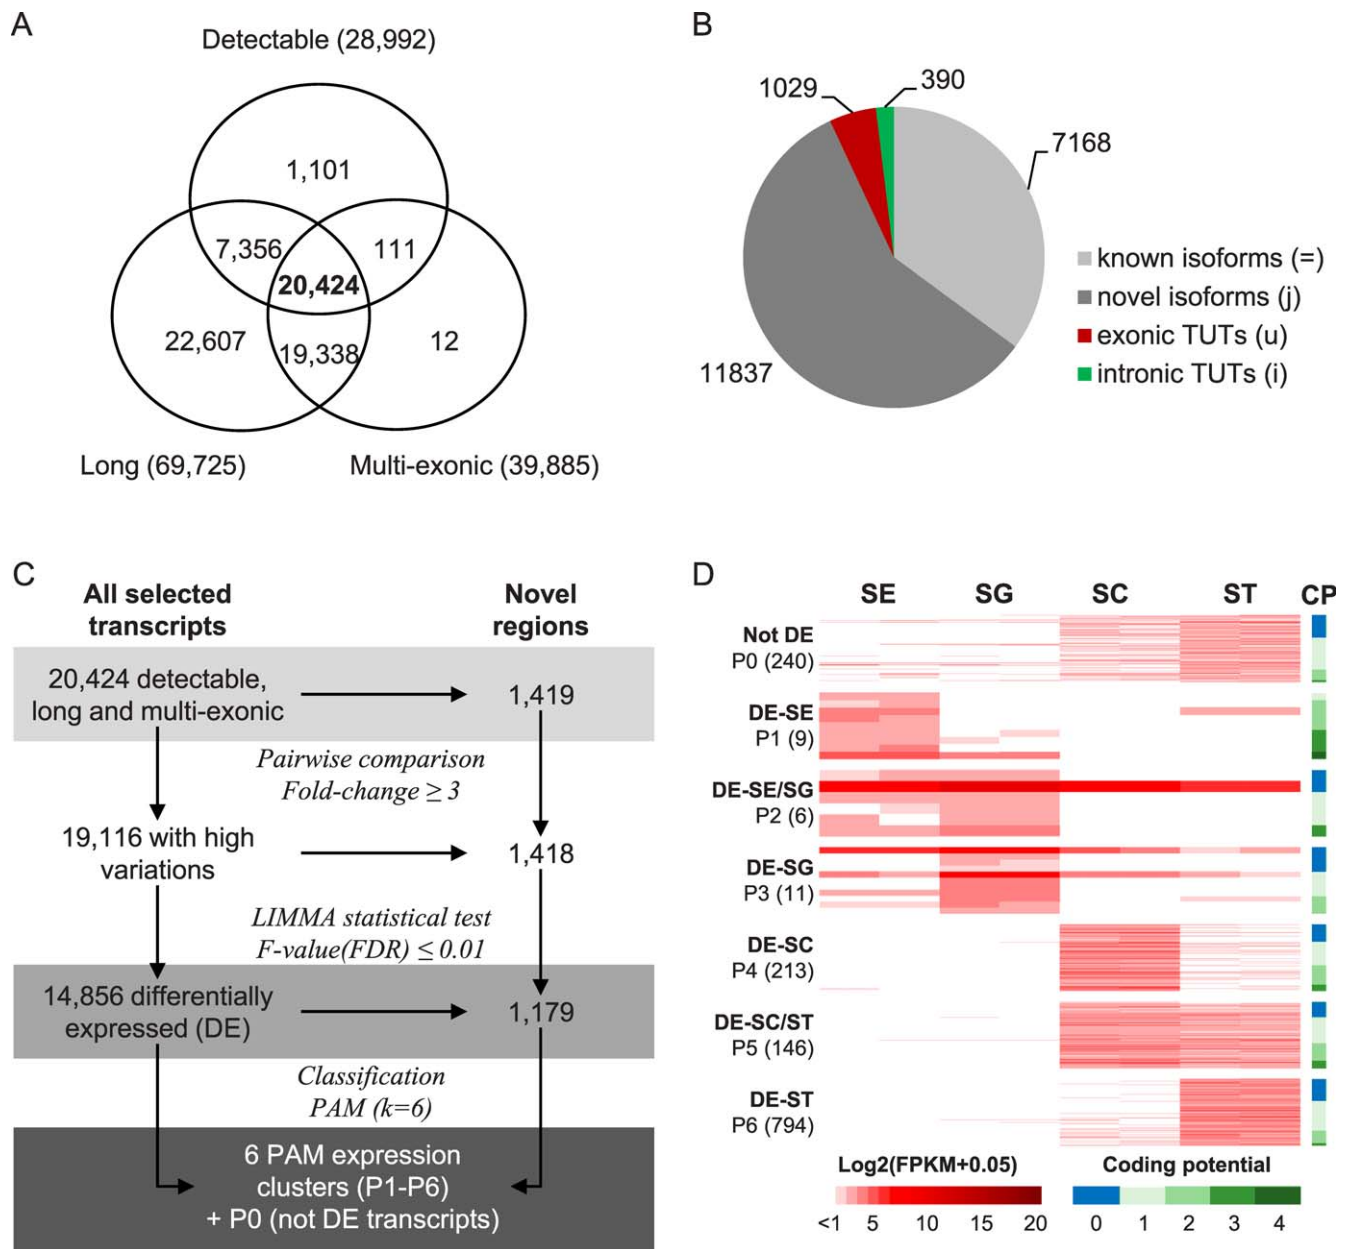 A
Detectable (28,992)
1,101
7,356
111
20,424
22,607
19,338
12
Long (69,725)
Multi-exonic (39,885)
B
1029
390
7168
11837
known isoforms (=)
novel isoforms (j)
exonic TUTs (u)
intronic TUTs (i)
C
All selected
transcripts
Novel
regions
20,424 detectable,
long and multi-exonic
1,419
Pairwise comparison
Fold-change ≥ 3
19,116 with high
variations
1,418
LIMMA statistical test
F-value(FDR) ≤ 0.01
14,856 differentially
expressed (DE)
1,179
Classification
PAM (k=6)
6 PAM expression
clusters (P1-P6)
+ P0 (not DE transcripts)
D
SE SG SC ST CP
Not DE
P0 (240)
DE-SE
P1 (9)
DE-SE/SG
P2 (6)
DE-SG
P3 (11)
DE-SC
P4 (213)
DE-SC/ST
P5 (146)
DE-ST
P6 (794)
Log2(FPKM+0.05)
<1 5 10 15 20
Coding potential
0 1 2 3 4